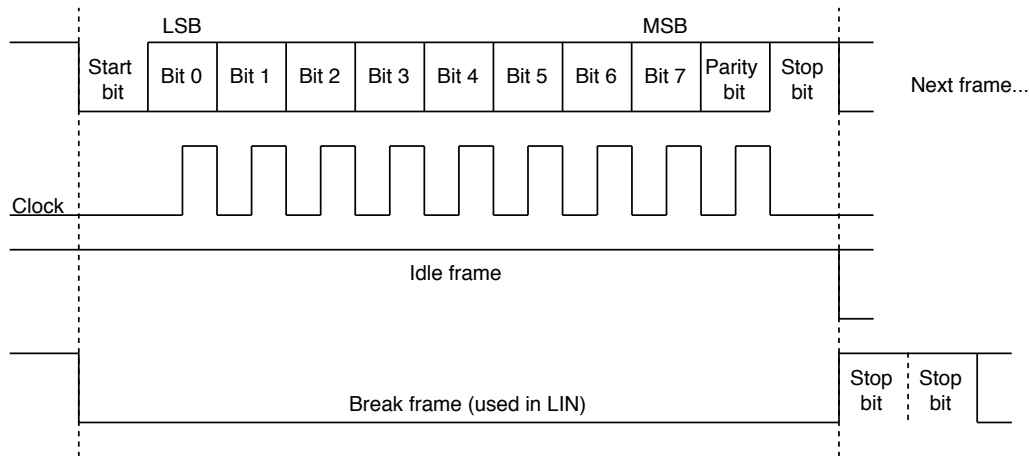 LSB MSB
Start bit Bit 0 Bit 1 Bit 2 Bit 3 Bit 4 Bit 5 Bit 6 Bit 7 Parity bit Stop bit Next frame...
Clock
Idle frame
Break frame (used in LIN) Stop bit Stop bit